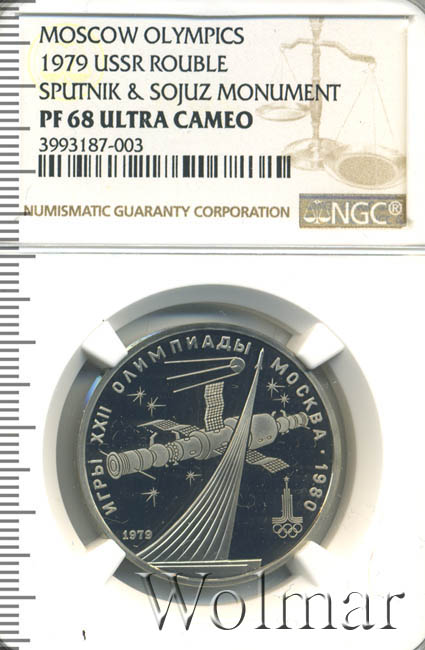 MOSCOW OLYMPICS
1979 USSR ROUBLE
SPUTNIK & SOJUZ MONUMENT
PF 68 ULTRA CAMEO
3993187-003
NUMISMATIC GUARANTY CORPORATION NGC®
ИГРЫ XXII ОЛИМПИАДЫ МОСКВА · 1980
1979
Wolmar